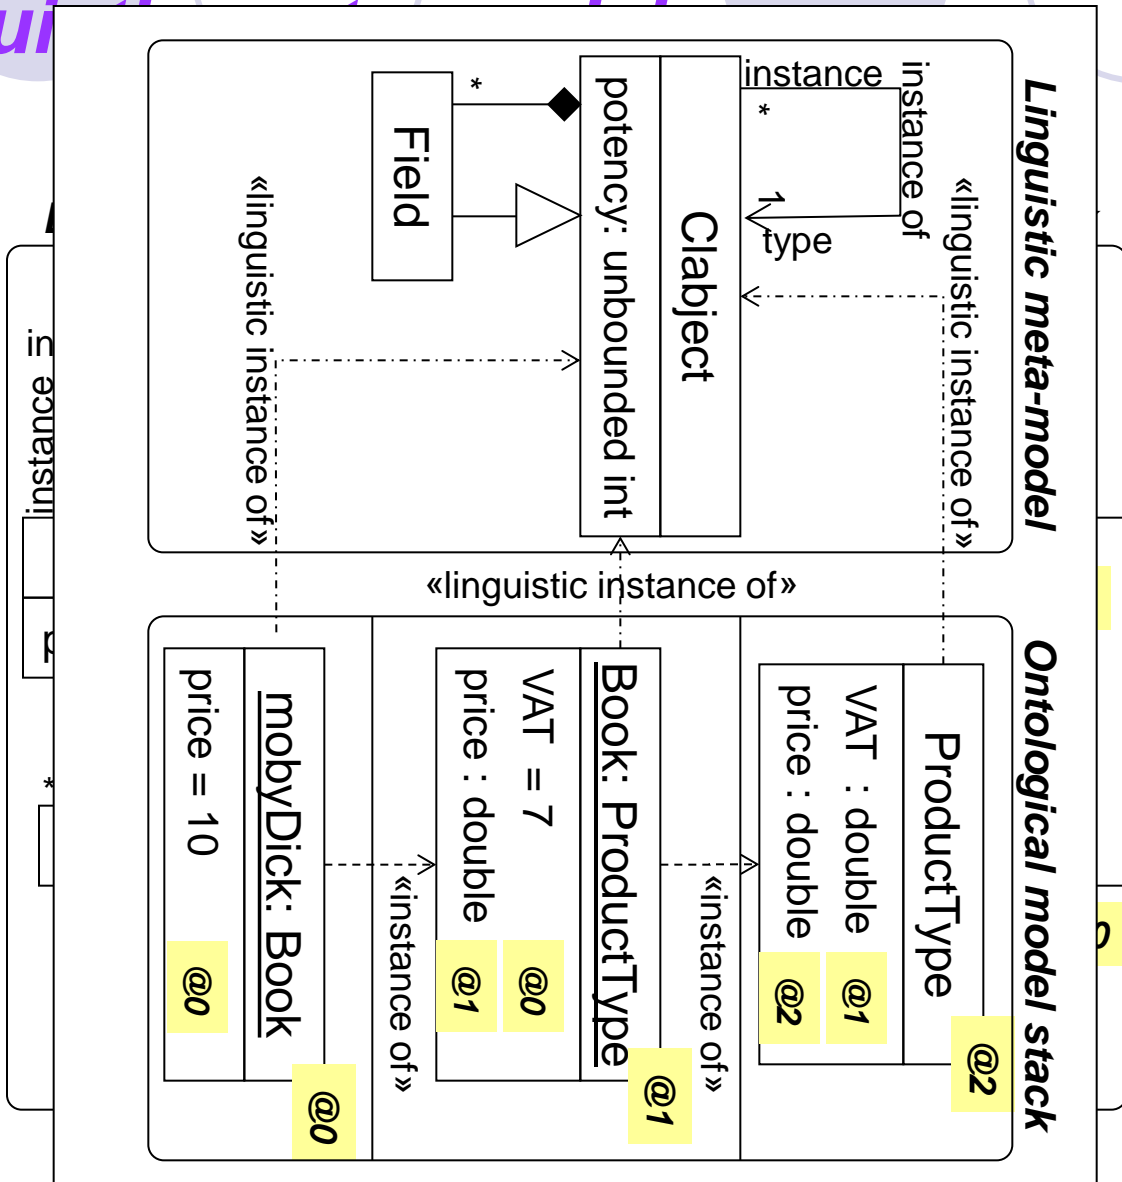 Linguistic meta-model
«linguistic instance of»
instance of
instance
*
1
type
Clabject
potency: unbounded int
*
Field
«linguistic instance of»
«linguistic instance of»
Ontological model stack
ProductType
@2
VAT : double
@1
price : double
@2
«instance of»
Book: ProductType
@1
VAT = 7
@0
price : double
@1
«instance of»
mobyDick: Book
@0
price = 10
@0
in
instance
p
*